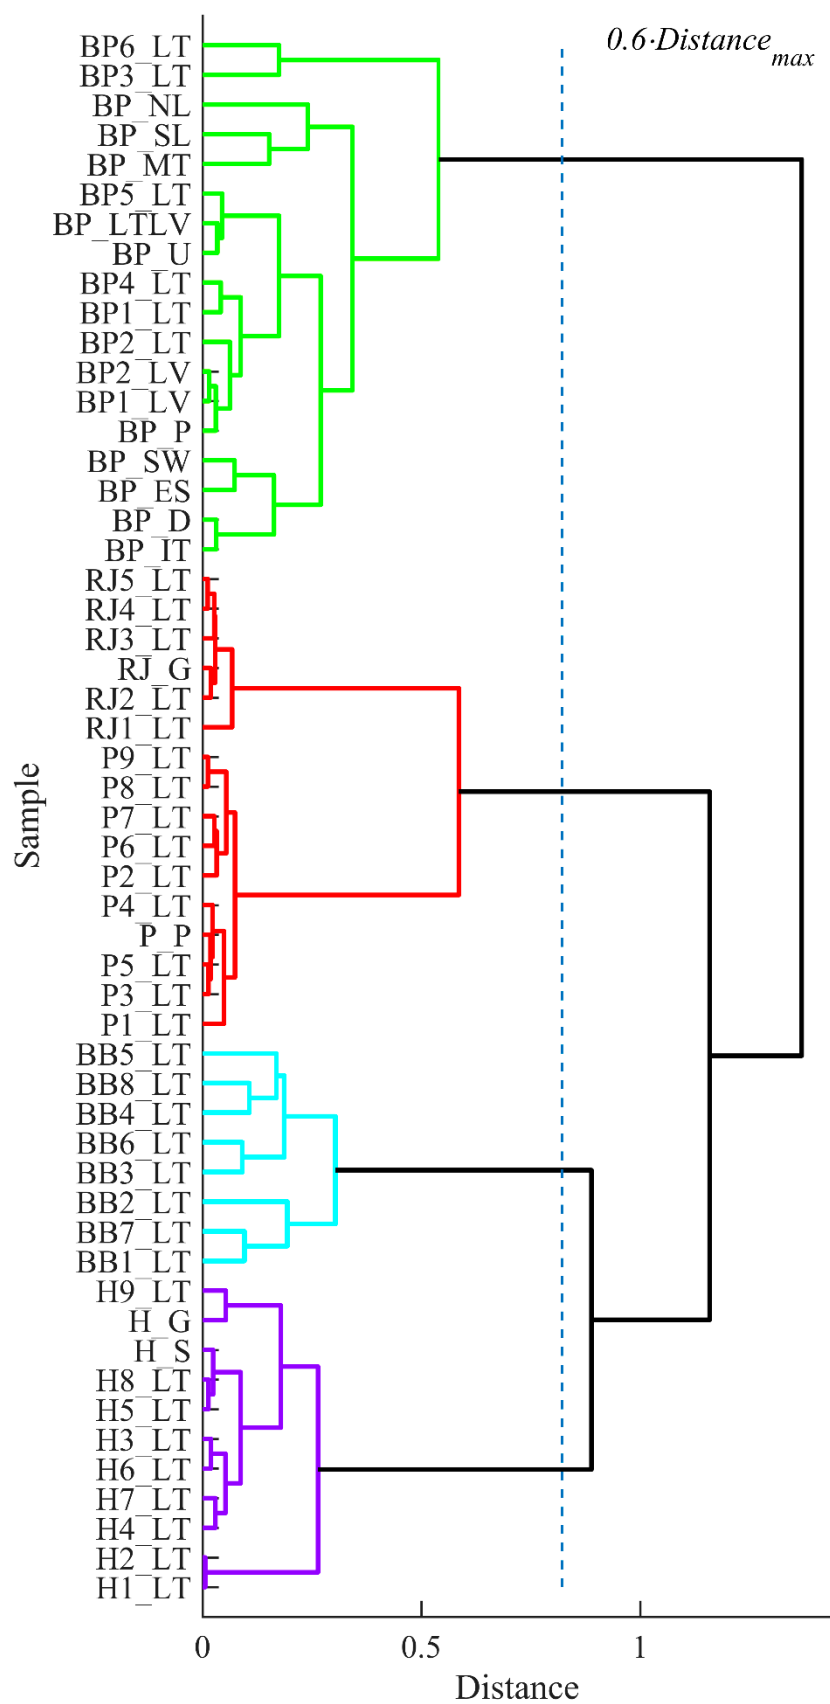 0.6·Distance max
BP6_LT
BP3_LT
BP_NL
BP_SL
BP_MT
BP5_LT
BP_LTLV
BP_U
BP4_LT
BP1_LT
BP2_LT
BP2_LV
BP1_LV
BP_P
BP_SW
BP_ES
BP_D
BP_IT
RJ5_LT
RJ4_LT
RJ3_LT
RJ_G
RJ2_LT
RJ1_LT
P9_LT
P8_LT
P7_LT
P6_LT
P2_LT
P4_LT
P_P
P5_LT
P3_LT
P1_LT
BB5_LT
BB8_LT
BB4_LT
BB6_LT
BB3_LT
BB2_LT
BB7_LT
BB1_LT
H9_LT
H_G
H_S
H8_LT
H5_LT
H3_LT
H6_LT
H7_LT
H4_LT
H2_LT
H1_LT
Sample
0 0.5 1
Distance